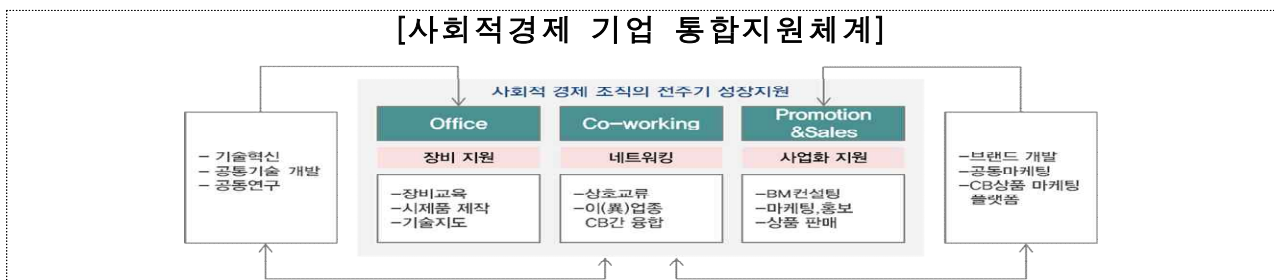 [사회적경제 기업 통합지원체계]
사회적 경제 조직의 전주기 성장지원
- 기술혁신
- 공통기술 개발
- 공동연구
Office
장비 지원
-장비교육
-시제품 제작
-기술지도
Co-working
네트워킹
-상호교류
-이(異)업종
CB간 융합
Promotion
&Sales
사업화 지원
-BM컨설팅
-마케팅,홍보
-상품 판매
-브랜드 개발
-공동마케팅
-CB상품 마케팅
플랫폼